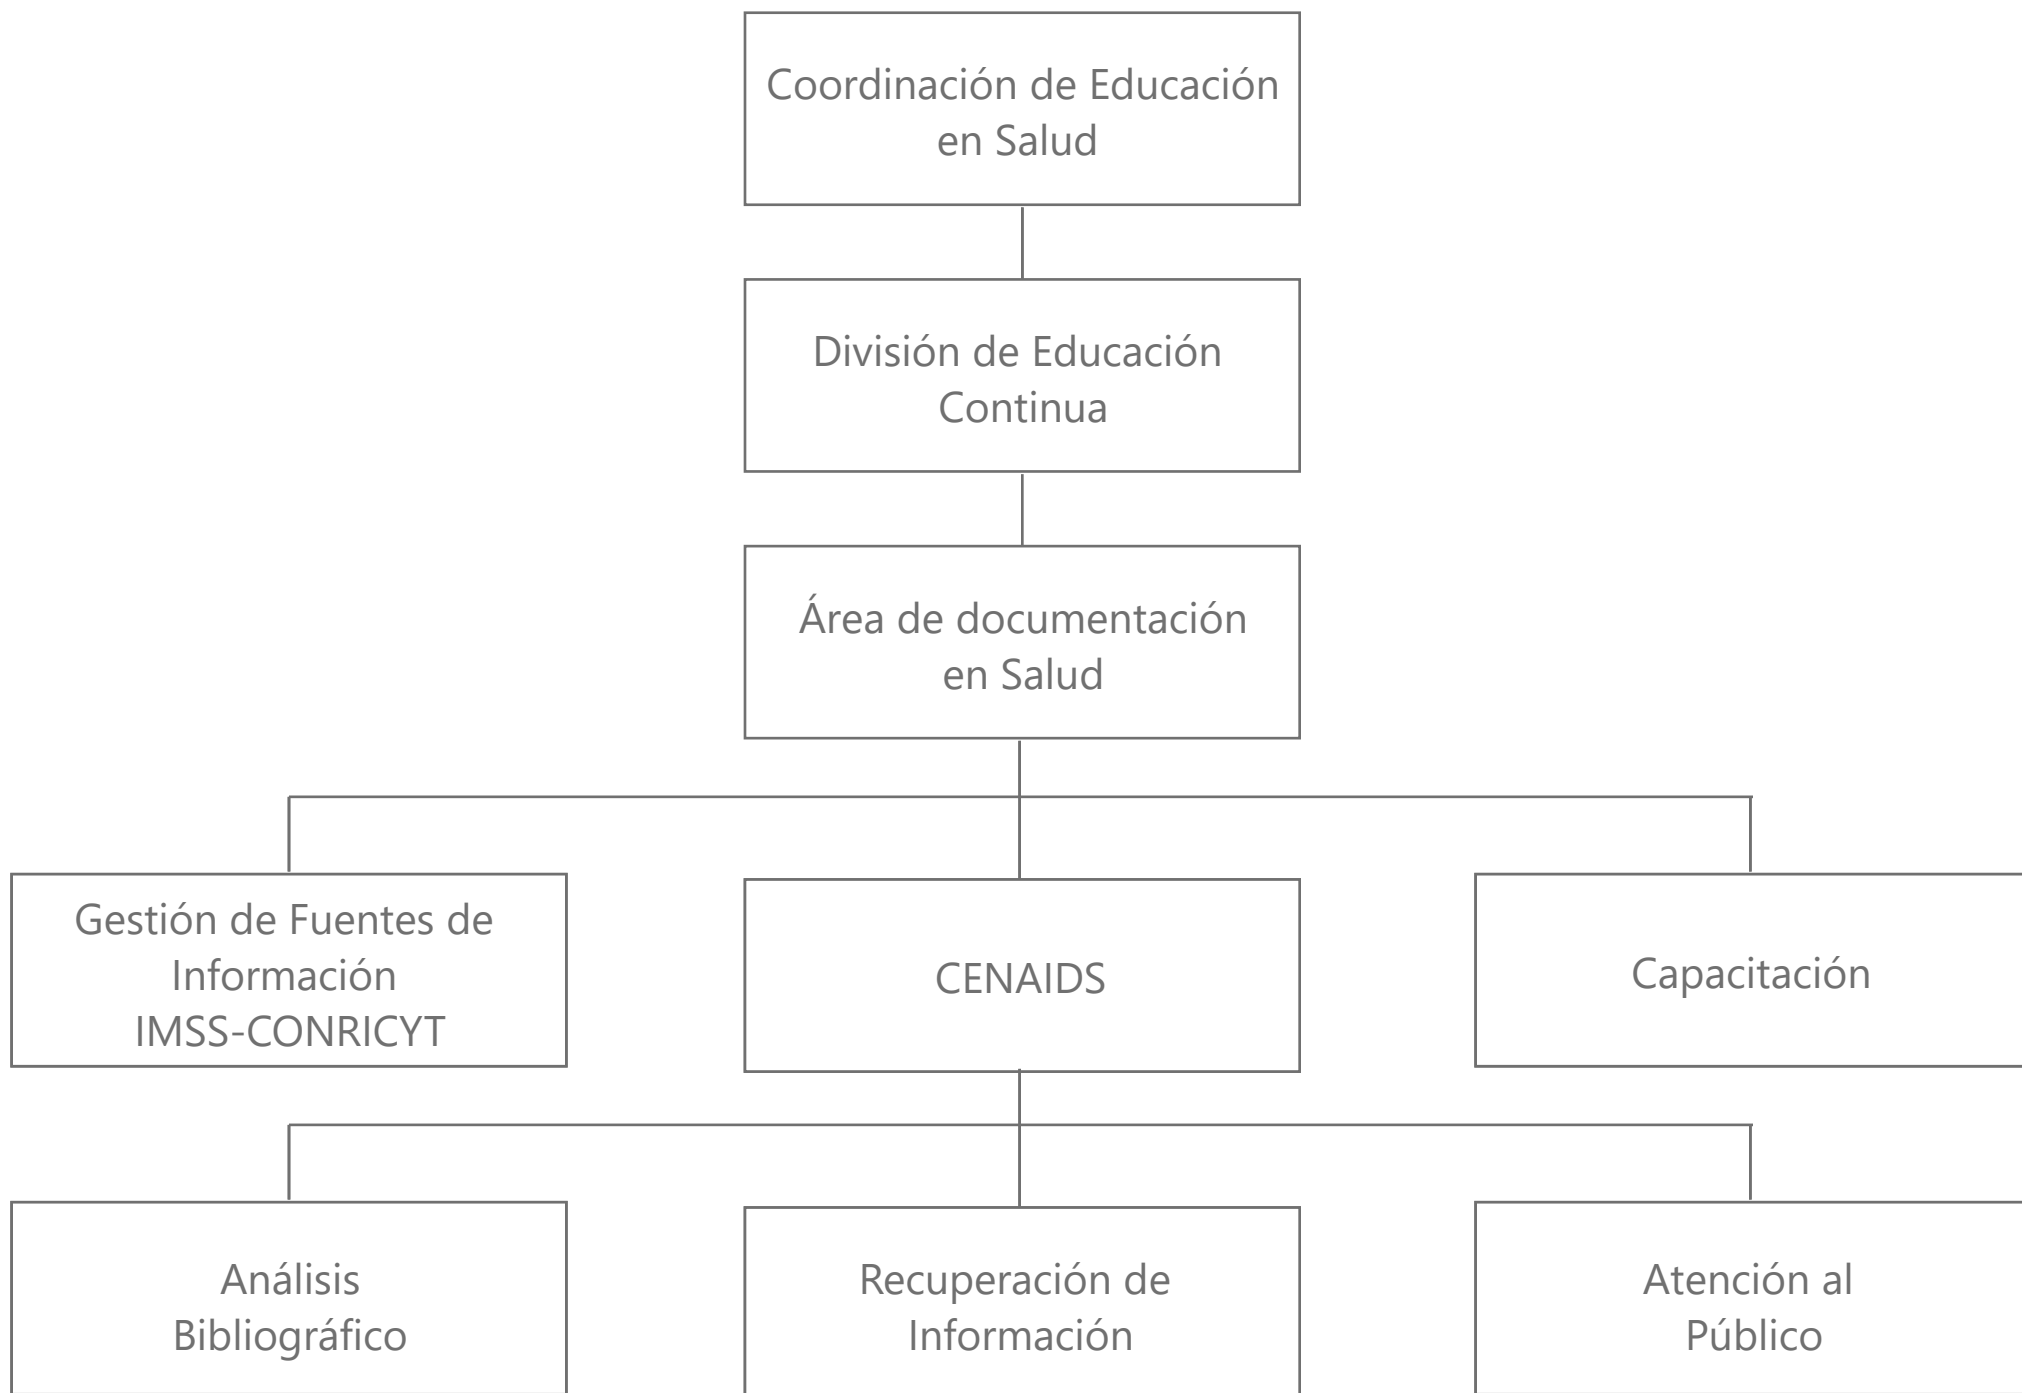 Coordinación de Educación
en Salud
División de Educación
Continua
Área de documentación
en Salud
Gestión de Fuentes de
Información
IMSS-CONRICYT
CENAIDS
Capacitación
Análisis
Bibliográfico
Recuperación de
Información
Atención al
Público